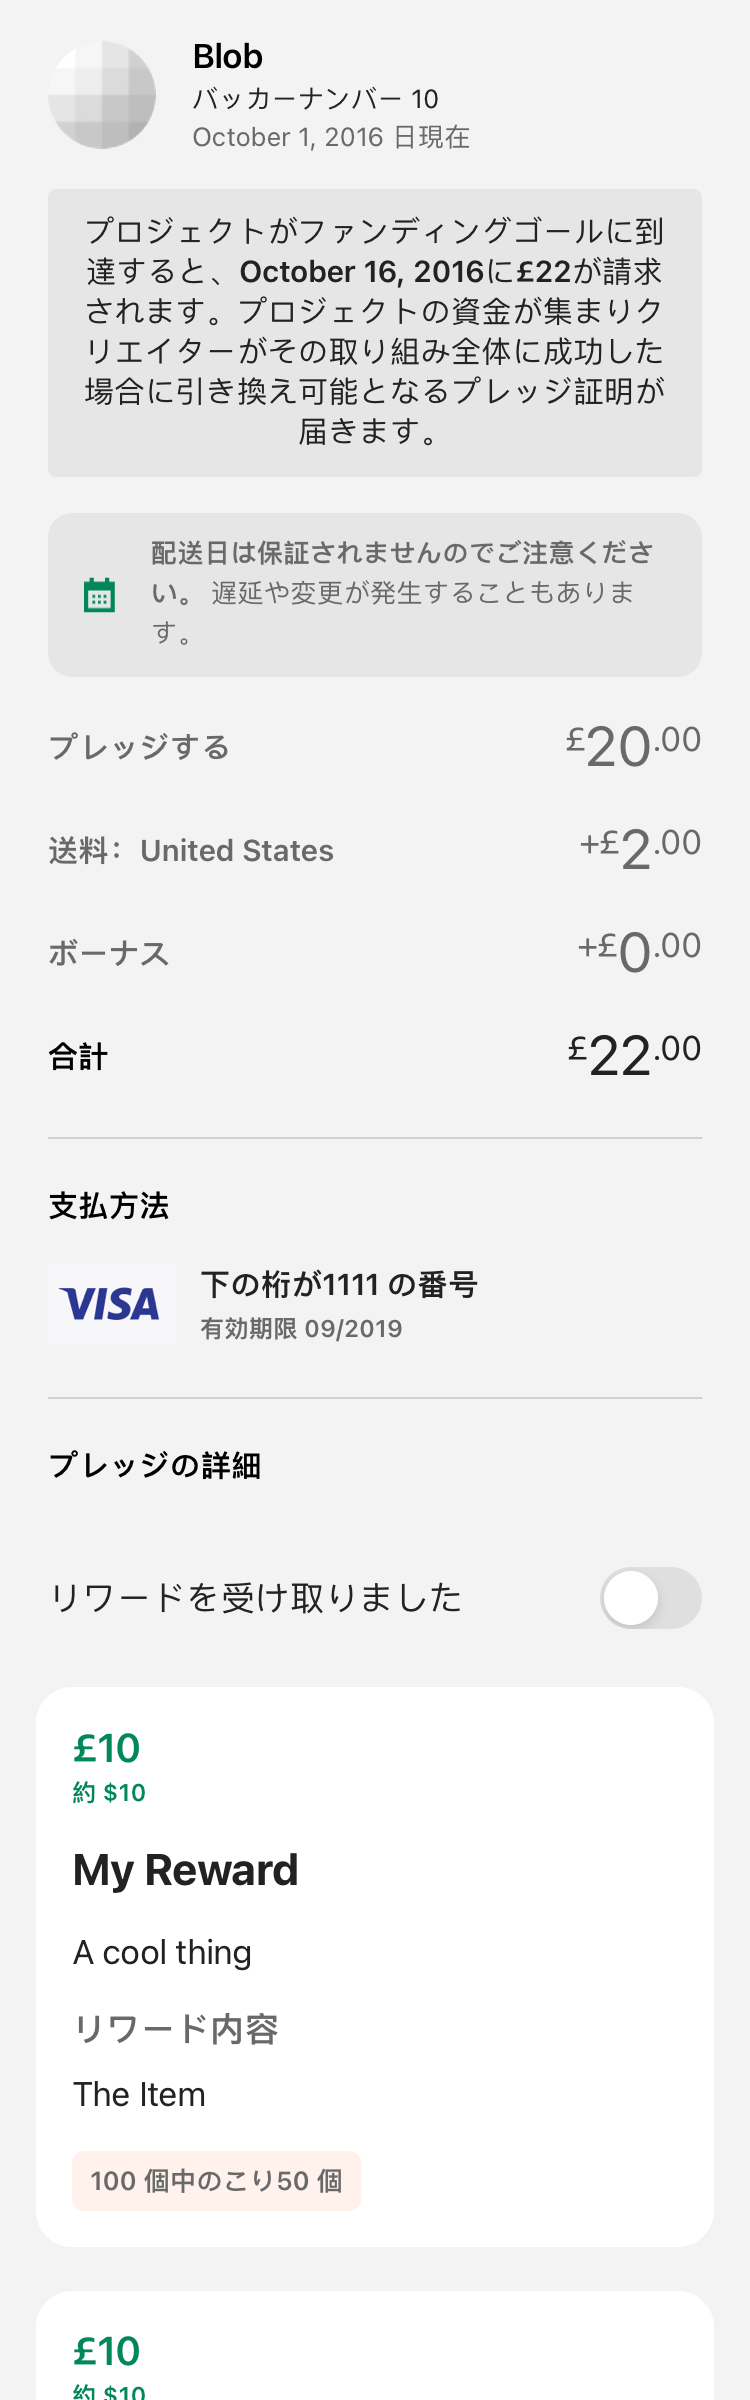 Blob
バッカーナンバー 10
October 1, 2016 日現在
プロジェクトがファンディングゴールに到
達すると、October 16, 2016に£22が請求
されます。プロジェクトの資金が集まりク
リエイターがその取り組み全体に成功した
場合に引き換え可能となるプレッジ証明が
届きます。
配送日は保証されませんのでご注意くださ
い。 遅延や変更が発生することもありま
す。
プレッジする £20.00
送料： United States +£2.00
ボーナス +£0.00
合計 £22.00
支払方法
VISA
下の桁が1111 の番号
有効期限 09/2019
プレッジの詳細
リワードを受け取りました
£10
約 $10
My Reward
A cool thing
リワード内容
The Item
100 個中のこり50 個
£10
約 $10